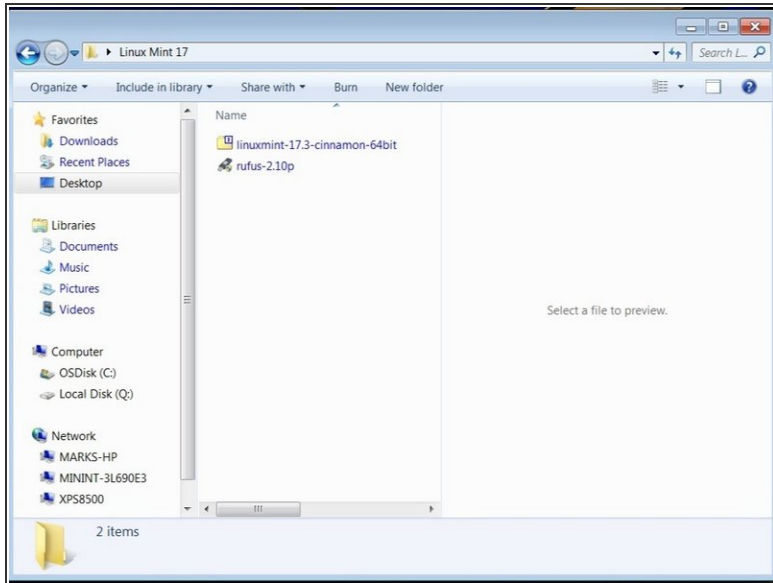 Linux Mint 17
Search L...
Organize
Include in library
Share with
Burn
New folder
Favorites
Downloads
Recent Places
Desktop
Libraries
Documents
Music
Pictures
Videos
Computer
OSDisk (C:)
Local Disk (Q:)
Network
MARKS-HP
MININT-3L690E3
XPS8500
Name
linuxmint-17.3-cinnamon-64bit
rufus-2.10p
Select a file to preview.
2 items